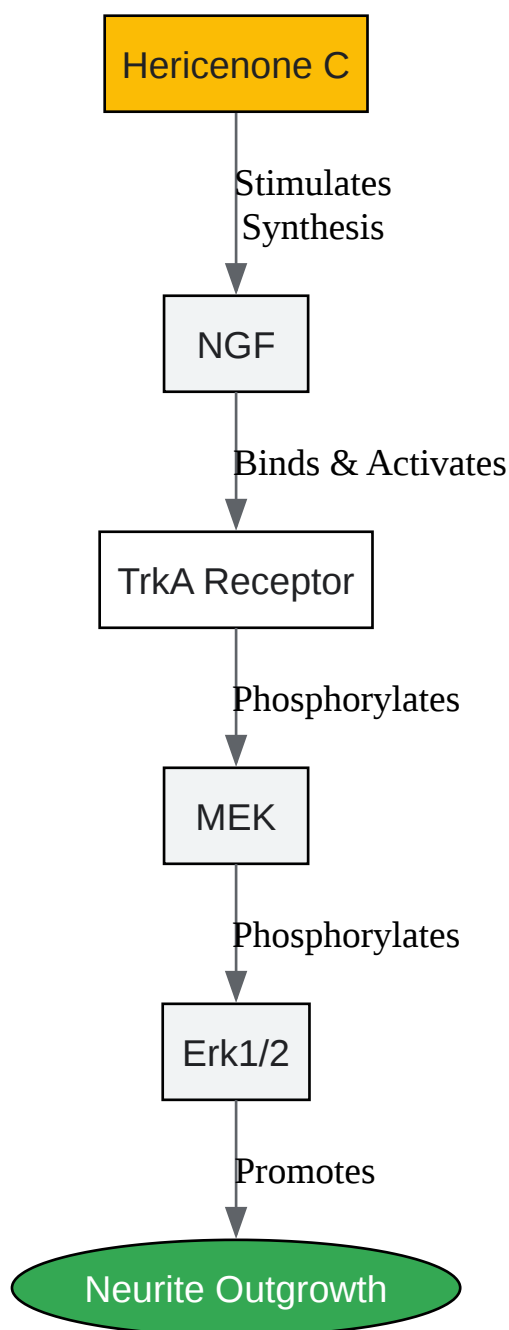 Hericenone C
Stimulates
Synthesis
NGF
Binds & Activates
TrkA Receptor
Phosphorylates
MEK
Phosphorylates
Erk1/2
Promotes
Neurite Outgrowth